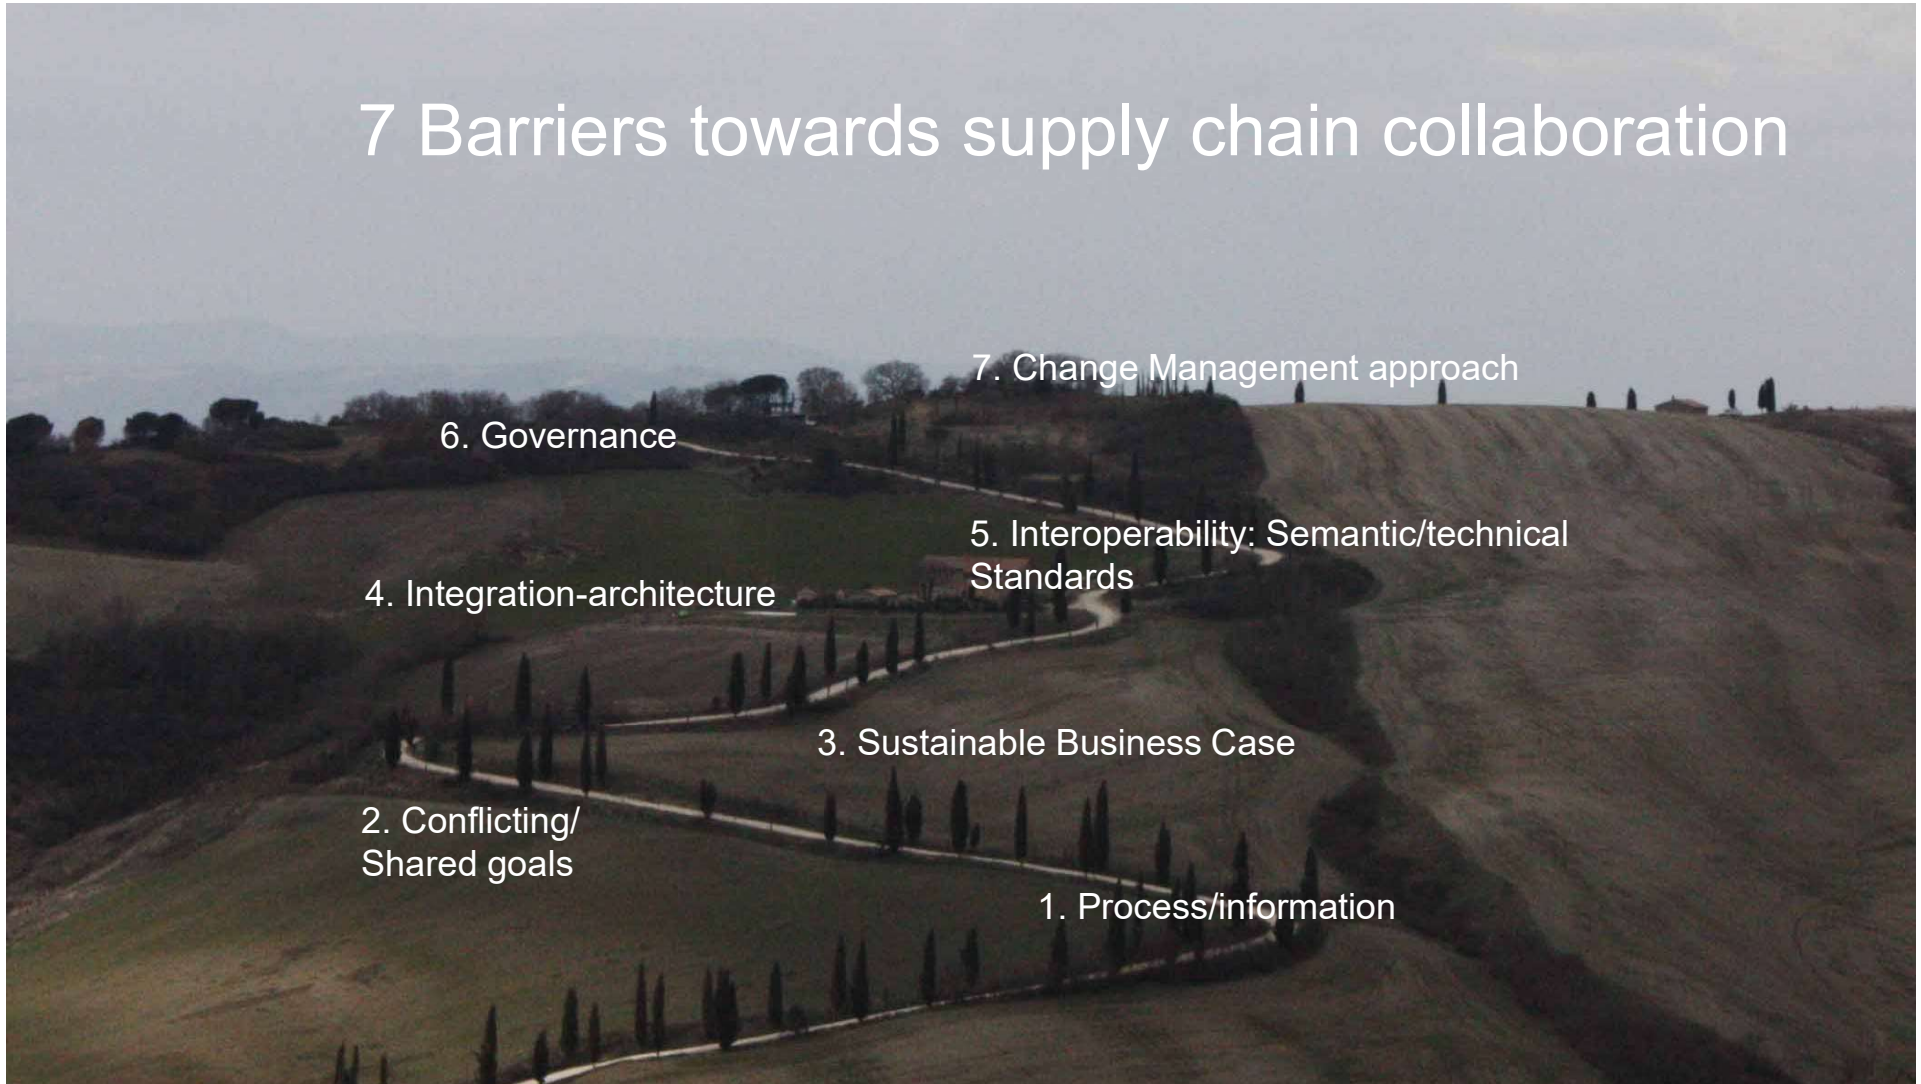 7 Barriers towards supply chain collaboration
7. Change Management approach
6. Governance
5. Interoperability: Semantic/technical
Standards
4. Integration-architecture
3. Sustainable Business Case
2. Conflicting/
Shared goals
1. Process/information